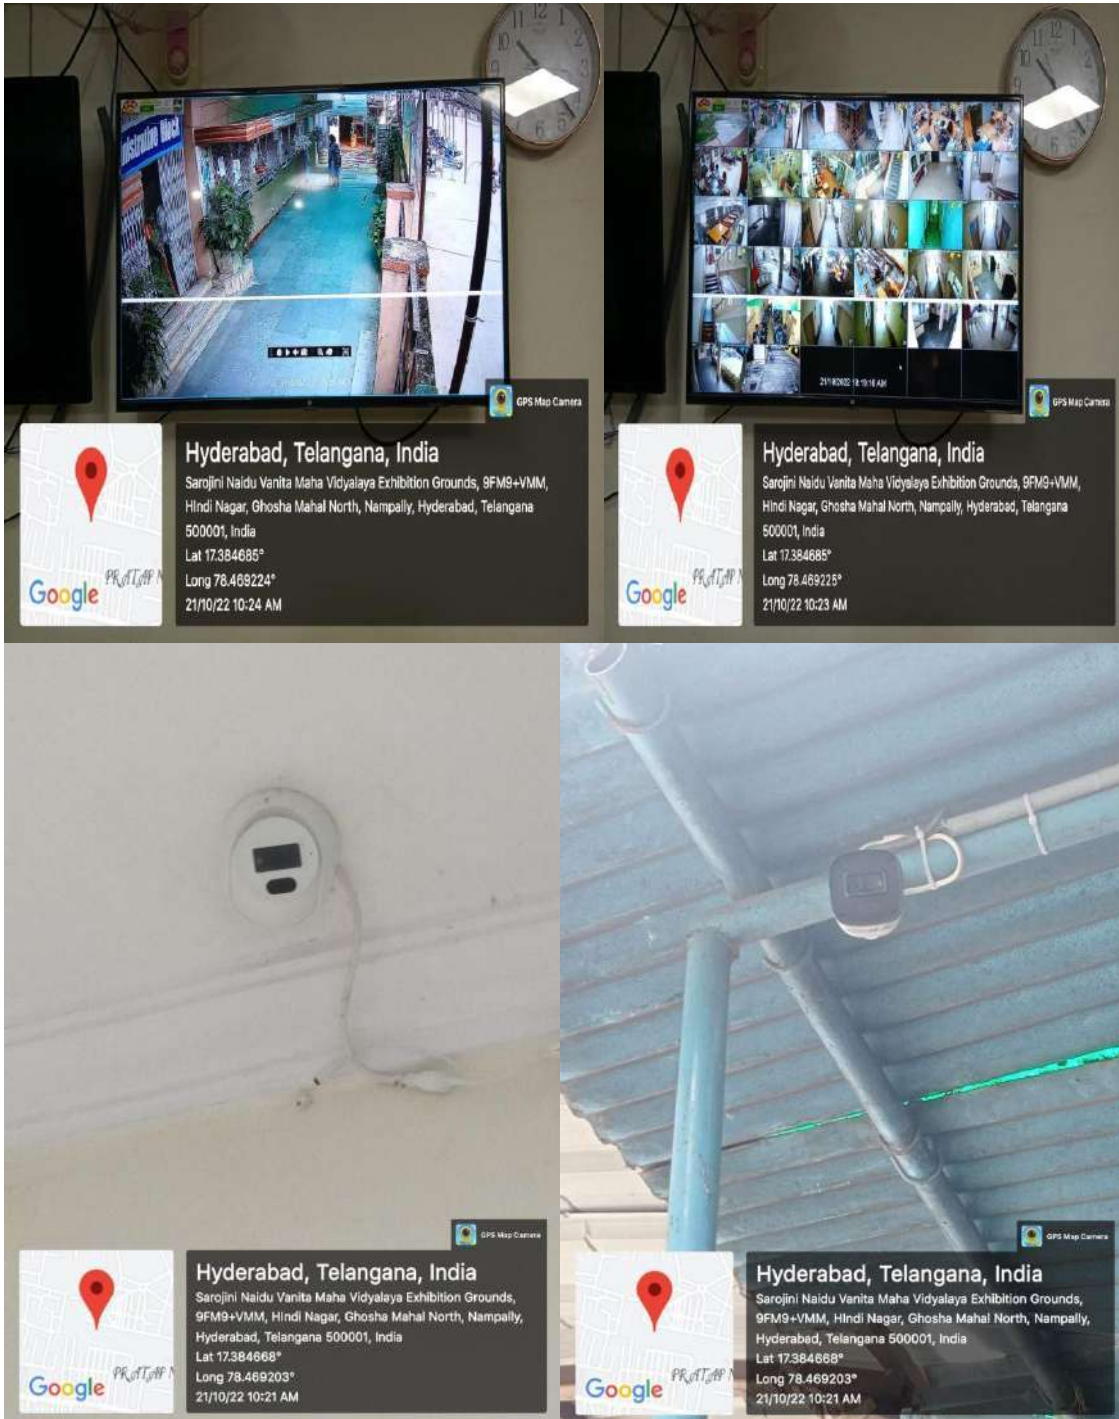 ministrative Block
GPS Map Camera
Hyderabad, Telangana, India
Sarojini Naidu Vanita Maha Vidyalaya Exhibition Grounds, 9FM9+VMM,
Hindi Nagar, Ghosha Mahal North, Nampally, Hyderabad, Telangana
500001, India
Lat 17.384685°
Long 78.469224°
21/10/22 10:24 AM
Google
PRATAP N
GPS Map Camera
Hyderabad, Telangana, India
Sarojini Naidu Vanita Maha Vidyalaya Exhibition Grounds, 9FM9+VMM,
Hindi Nagar, Ghosha Mahal North, Nampally, Hyderabad, Telangana
500001, India
Lat 17.384685°
Long 78.469225°
21/10/22 10:23 AM
Google
PRATAP N
GPS Map Camera
Hyderabad, Telangana, India
Sarojini Naidu Vanita Maha Vidyalaya Exhibition Grounds,
9FM9+VMM, Hindi Nagar, Ghosha Mahal North, Nampally,
Hyderabad, Telangana 500001, India
Lat 17.384668°
Long 78.469203°
21/10/22 10:21 AM
Google
PRATAP N
GPS Map Camera
Hyderabad, Telangana, India
Sarojini Naidu Vanita Maha Vidyalaya Exhibition Grounds,
9FM9+VMM, Hindi Nagar, Ghosha Mahal North, Nampally,
Hyderabad, Telangana 500001, India
Lat 17.384668°
Long 78.469203°
21/10/22 10:21 AM
Google
PRATAP N